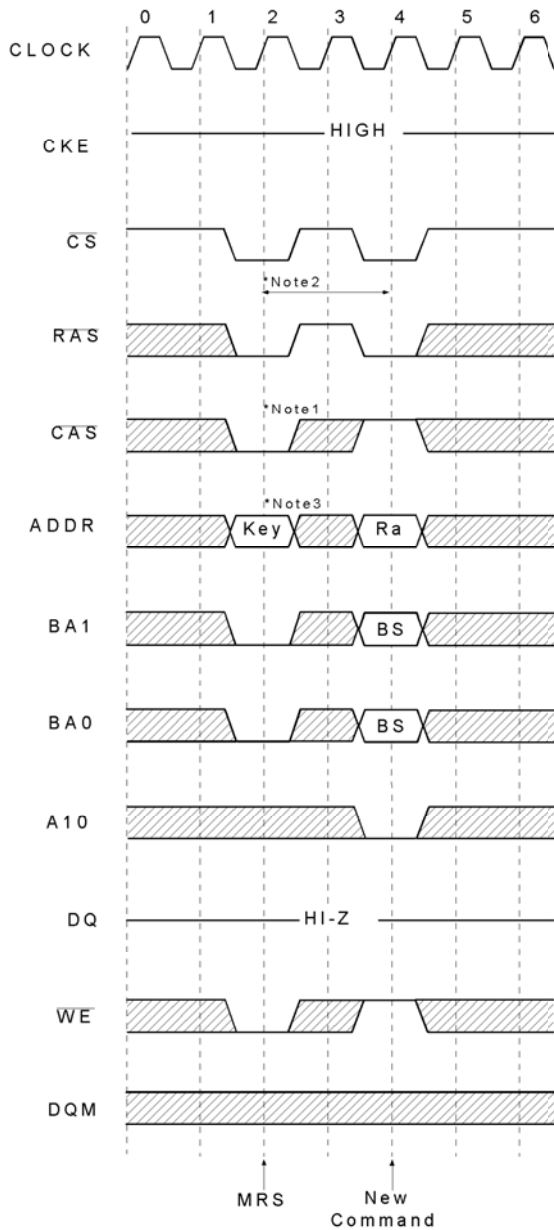 0 1 2 3 4 5 6
CLOCK
HIGH
CKE
CS
*Note2
RAS
*Note1
CAS
*Note3
ADDR Key Ra
BA1 BS
BA0 BS
A10
DQ HI-Z
WE
DQM
MRS New
Command